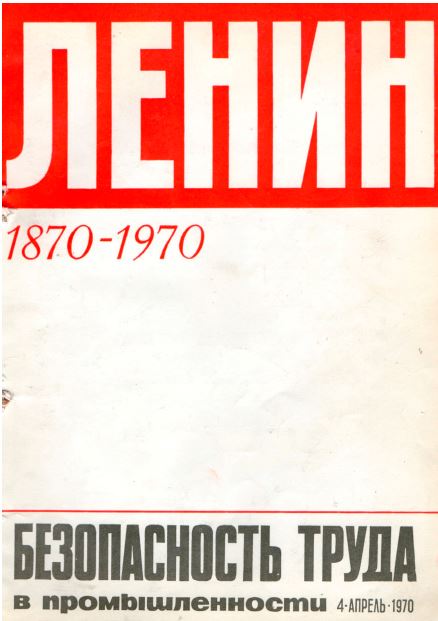 ЛЕНИН
1870-1970
БЕЗОПАСНОСТЬ ТРУДА
в промышленности 4·АПРЕЛЬ·1970